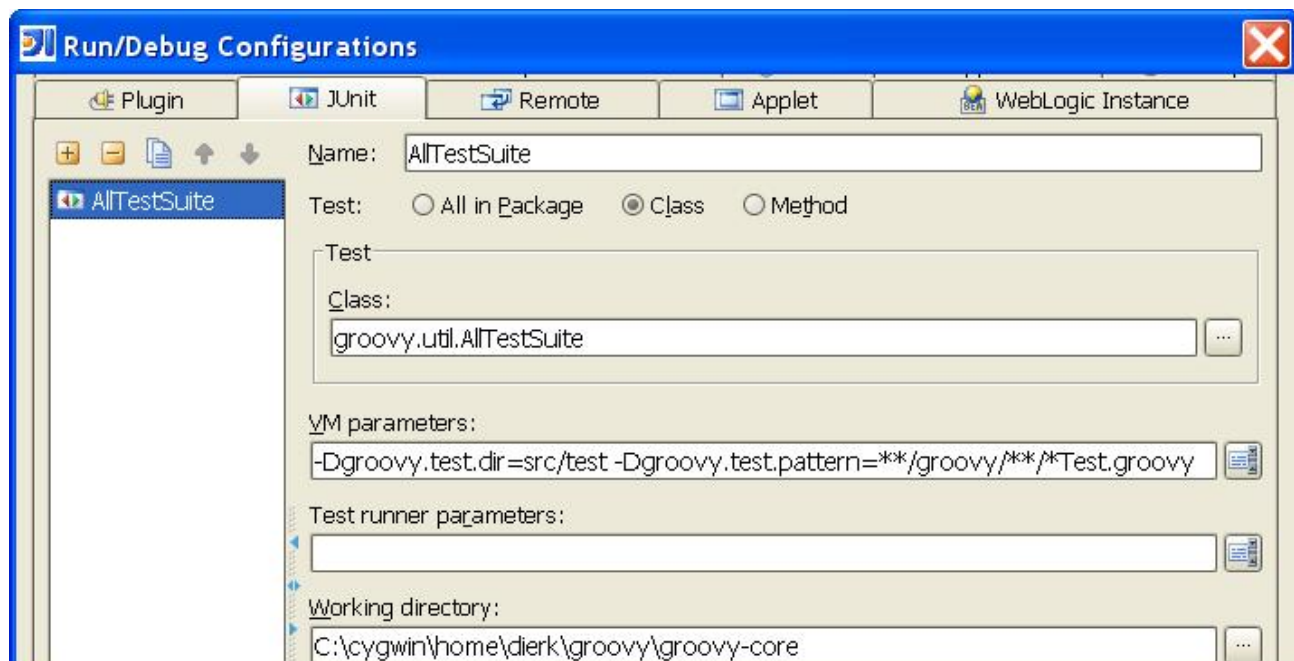 Run/Debug Configurations
Plugin
JUnit
Remote
Applet
WebLogic Instance
Name:
AllTestSuite
AllTestSuite
Test:
All in Package
Class
Method
Test
Class:
groovy.util.AllTestSuite
...
VM parameters:
-Dgroovy.test.dir=src/test -Dgroovy.test.pattern=**/groovy/**/*Test.groovy
Test runner parameters:
Working directory:
C:\cygwin\home\dierk\groovy\groovy-core
...